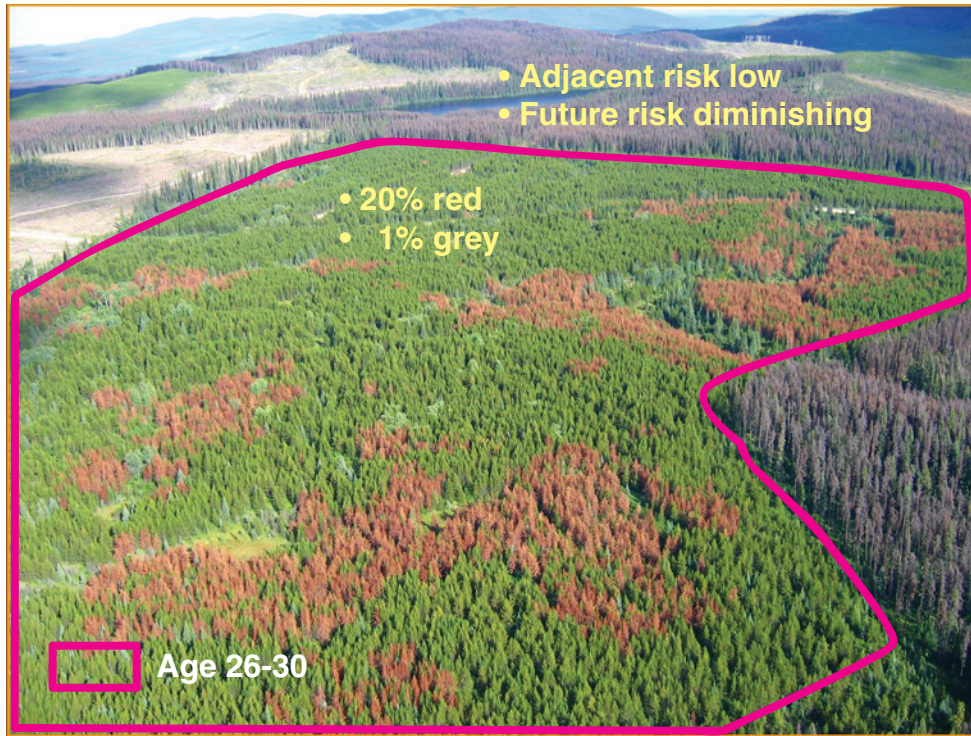 • Adjacent risk low
• Future risk diminishing
• 20% red
• 1% grey
Age 26-30